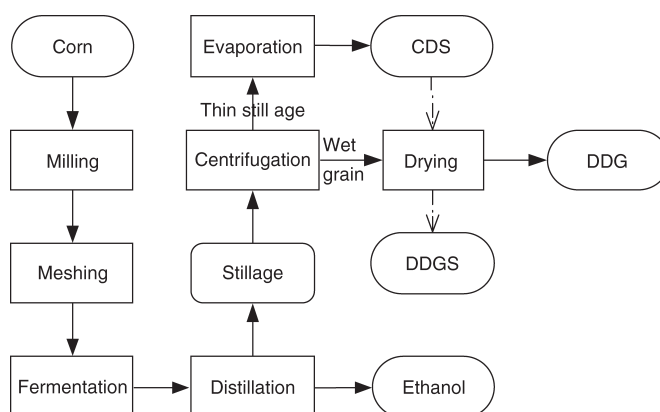 Corn
Evaporation
CDS
Thin still age
Milling
Centrifugation
Wet
grain
Drying
DDG
Meshing
Stillage
DDGS
Fermentation
Distillation
Ethanol